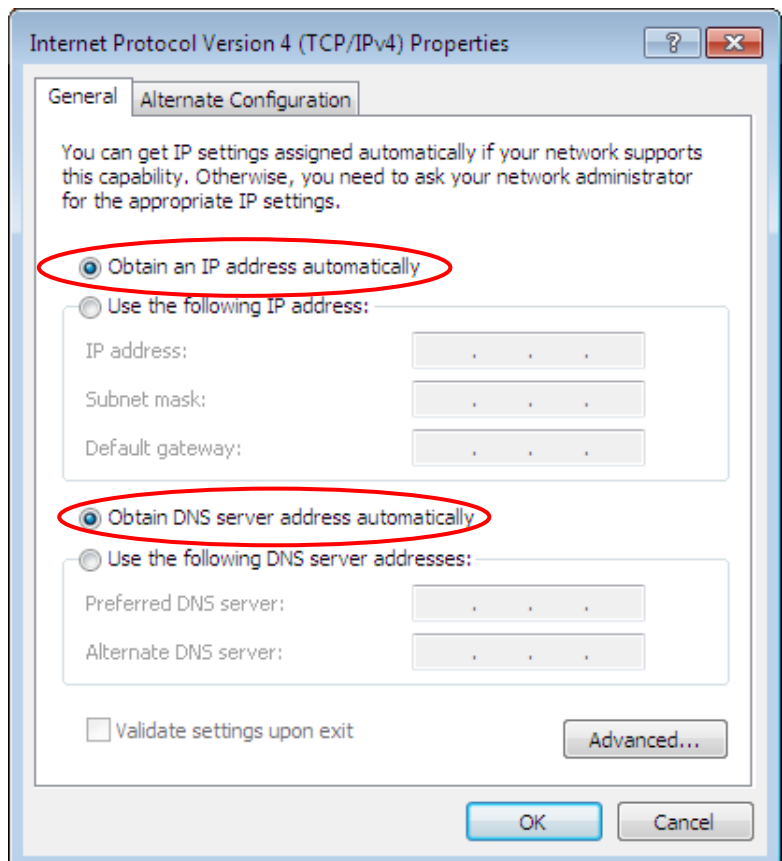 Internet Protocol Version 4 (TCP/IPv4) Properties
General
Alternate Configuration
You can get IP settings assigned automatically if your network supports
this capability. Otherwise, you need to ask your network administrator
for the appropriate IP settings.
Obtain an IP address automatically
Use the following IP address:
IP address:
Subnet mask:
Default gateway:
Obtain DNS server address automatically
Use the following DNS server addresses:
Preferred DNS server:
Alternate DNS server:
Validate settings upon exit
Advanced...
OK
Cancel